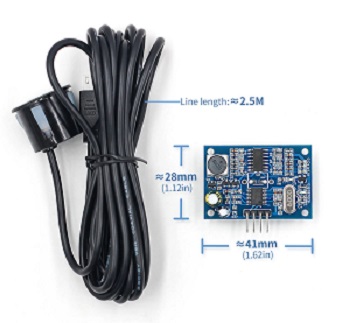 Line length: ≈2.5M
≈28mm
(1.12in)
≈41mm
(1.62in)